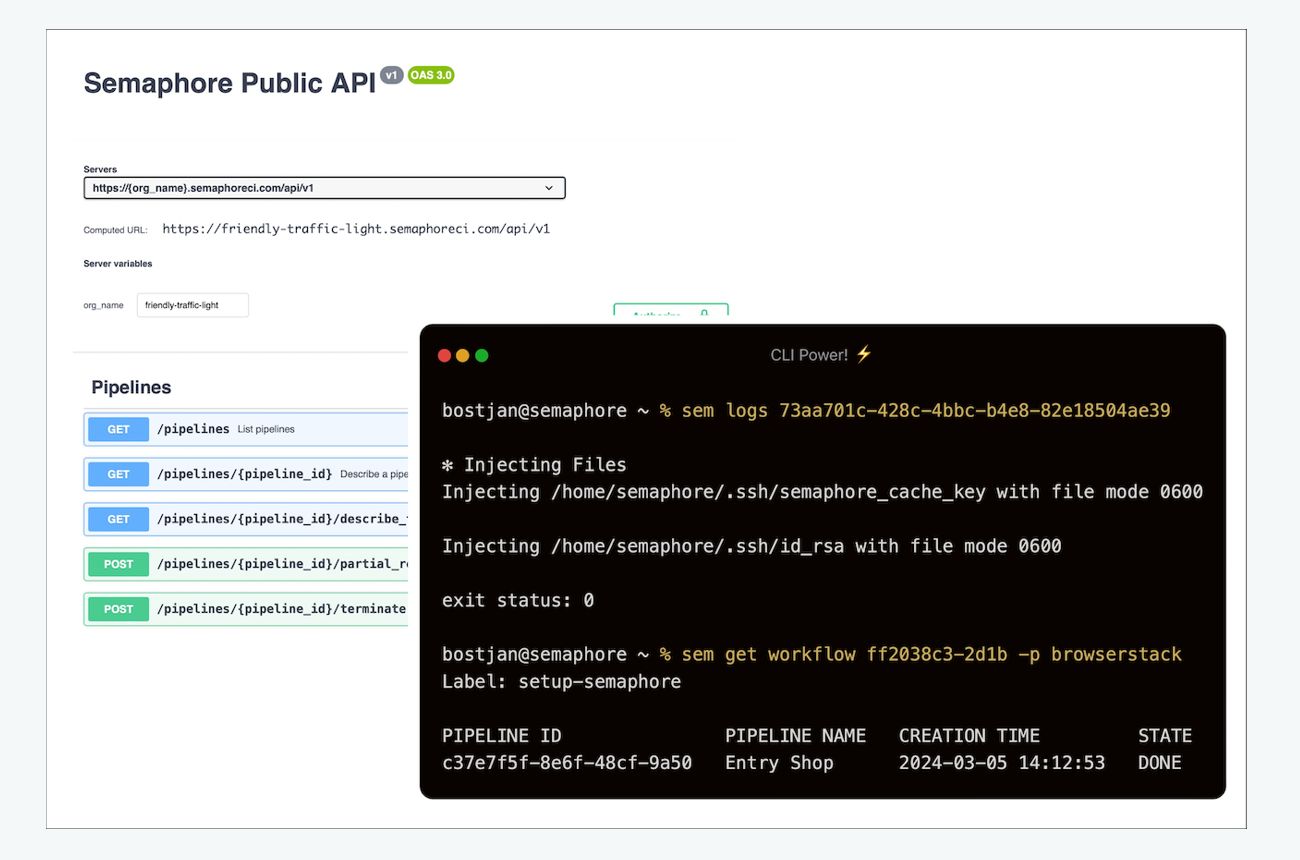 Semaphore Public API v1 OAS 3.0
Servers
https://{org_name}.semaphoreci.com/api/v1
Computed URL: https://friendly-traffic-light.semaphoreci.com/api/v1
Server variables
org_name friendly-traffic-light
Authorize
Pipelines
GET /pipelines List pipelines
GET /pipelines/{pipeline_id} Describe a pipe
GET /pipelines/{pipeline_id}/describe_
POST /pipelines/{pipeline_id}/partial_re
POST /pipelines/{pipeline_id}/terminate
CLI Power! ⚡
bostjan@semaphore ~ % sem logs 73aa701c-428c-4bbc-b4e8-82e18504ae39
✻ Injecting Files
Injecting /home/semaphore/.ssh/semaphore_cache_key with file mode 0600
Injecting /home/semaphore/.ssh/id_rsa with file mode 0600
exit status: 0
bostjan@semaphore ~ % sem get workflow ff2038c3-2d1b -p browserstack
Label: setup-semaphore
PIPELINE ID PIPELINE NAME CREATION TIME STATE
c37e7f5f-8e6f-48cf-9a50 Entry Shop 2024-03-05 14:12:53 DONE